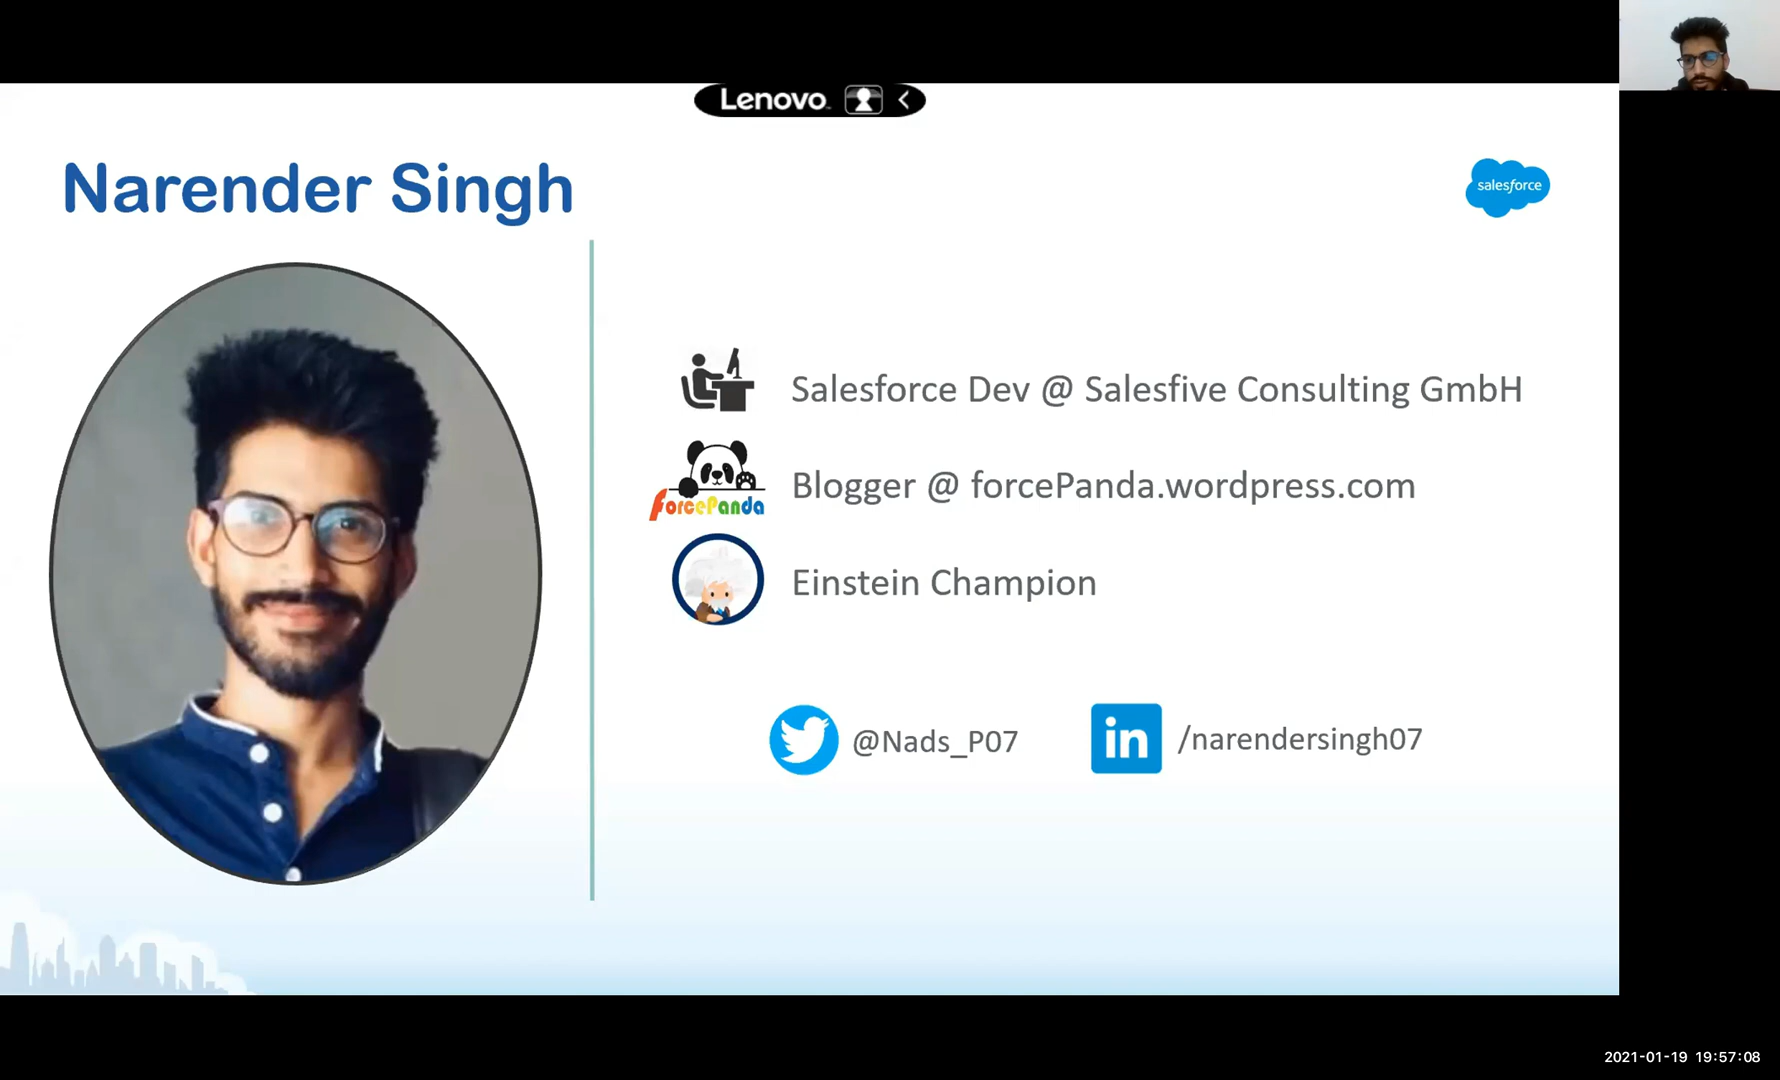 Lenovo
Narender Singh
salesforce
Salesforce Dev @ Salesfive Consulting GmbH
forcePanda
Blogger @ forcePanda.wordpress.com
Einstein Champion
@Nads_P07
in /narendersingh07
2021-01-19 19:57:08